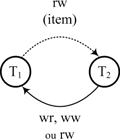 rw
(item)
T1 T2
wr, ww
ou rw